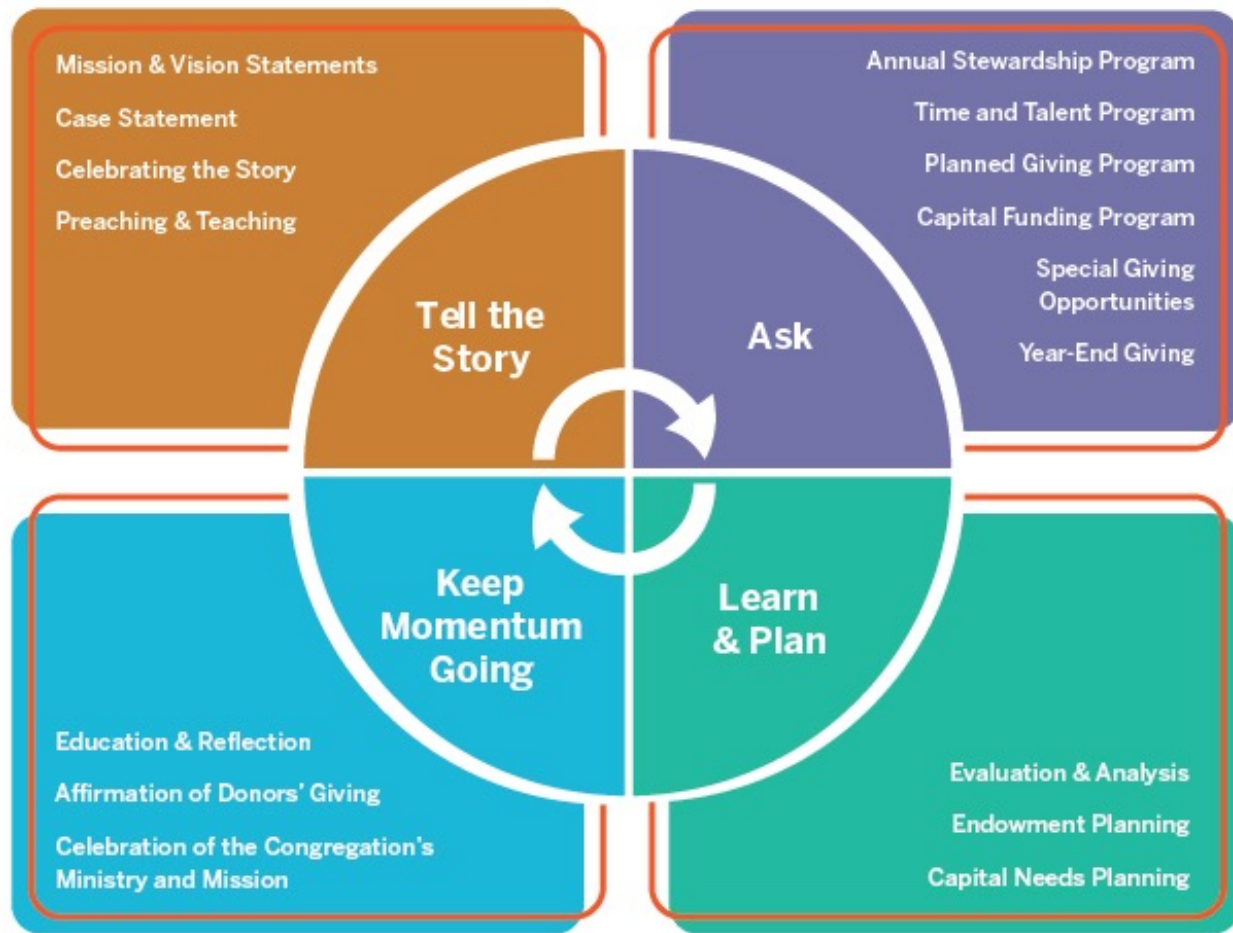 Mission & Vision Statements
Case Statement
Celebrating the Story
Preaching & Teaching
Tell the
Story
Annual Stewardship Program
Time and Talent Program
Planned Giving Program
Capital Funding Program
Special Giving
Opportunities
Year-End Giving
Ask
Keep
Momentum
Going
Education & Reflection
Affirmation of Donors’ Giving
Celebration of the Congregation’s
Ministry and Mission
Learn
& Plan
Evaluation & Analysis
Endowment Planning
Capital Needs Planning